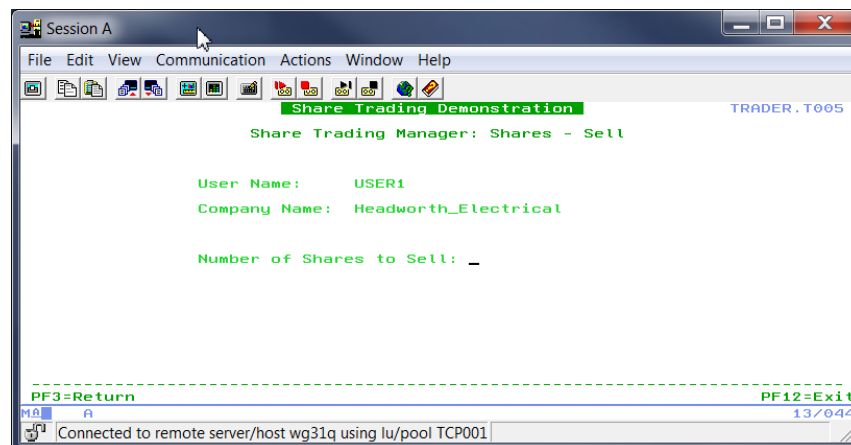 Session A
File Edit View Communication Actions Window Help
Share Trading Demonstration TRADER.T005
Share Trading Manager: Shares - Sell
User Name: USER1
Company Name: Headworth_Electrical
Number of Shares to Sell: _
PF3=Return PF12=Exit
MA A 13/044
Connected to remote server/host wg31q using lu/pool TCP001